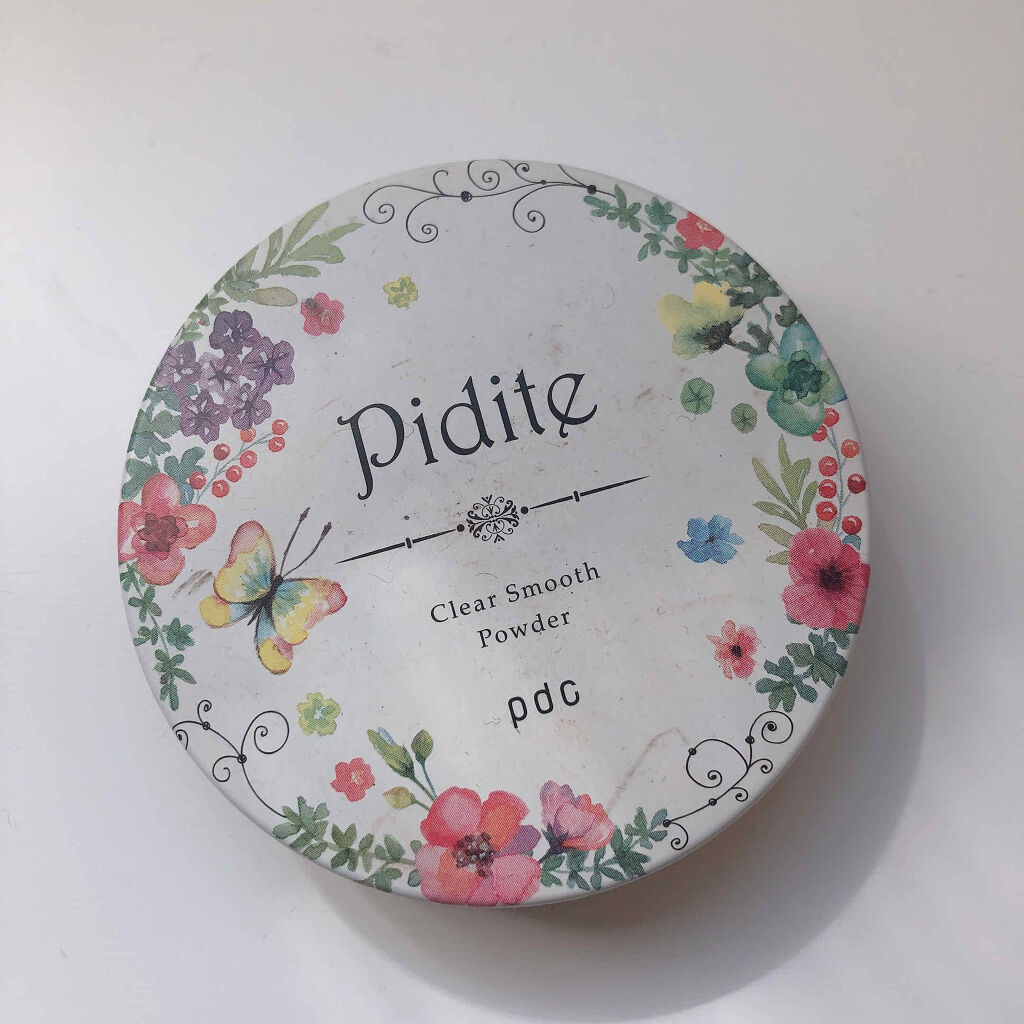 Pidite
Clear Smooth
Powder
pdc